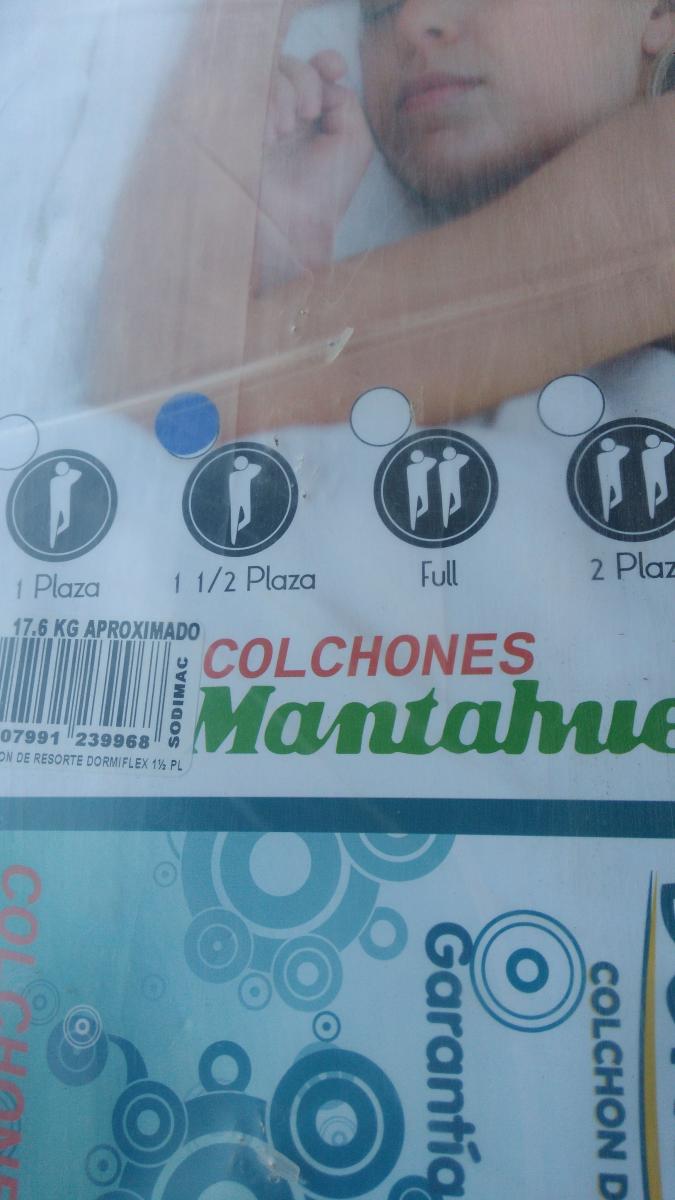 1 Plaza
1 1/2 Plaza
Full
2 Plaz
17.6 KG APROXIMADO
SODIMAC
07991 239968
ON DE RESORTE DORMIFLEX 1½ PL
COLCHONES
Mantahue
COLCHONE
Garantía
COLCHON D